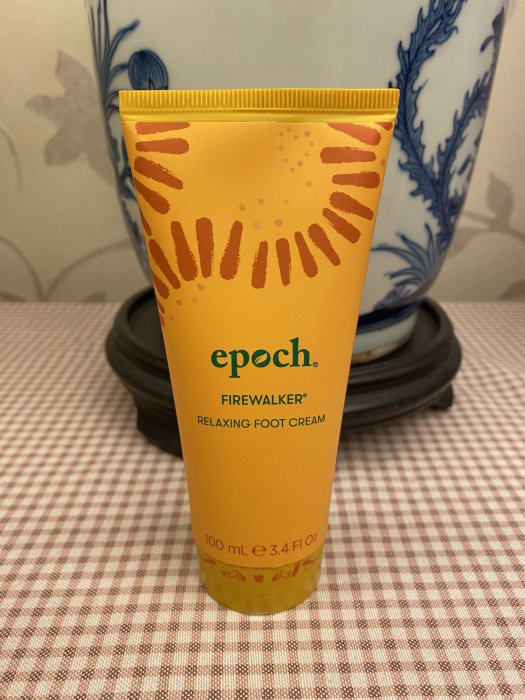 epoch®
FIREWALKER®
RELAXING FOOT CREAM
100 mL ℮ 3.4 Fl Oz